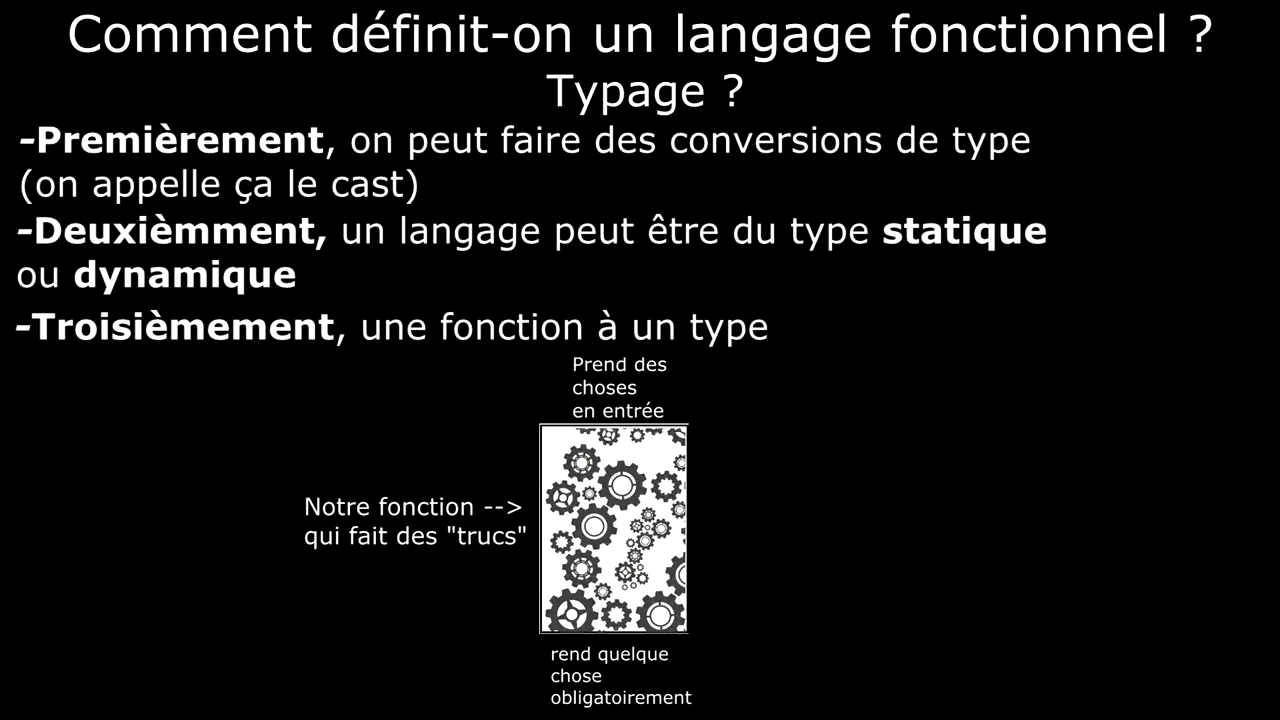 Comment définit-on un langage fonctionnel ?
Typage ?
-Premièrement, on peut faire des conversions de type
(on appelle ça le cast)
-Deuxièmment, un langage peut être du type statique
ou dynamique
-Troisièmement, une fonction à un type
Prend des
choses
en entrée
Notre fonction -->
qui fait des "trucs"
rend quelque
chose
obligatoirement